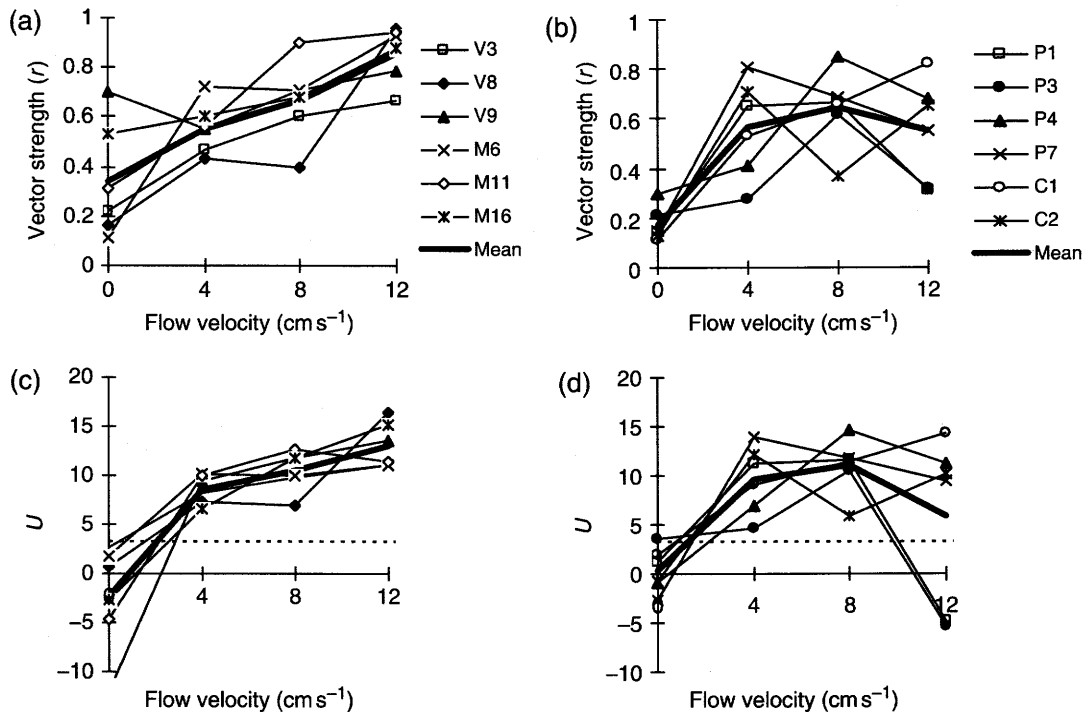 (a)
Vector strength (r)
1
0.8
0.6
0.4
0.2
0
0 4 8 12
Flow velocity (cm s⁻¹)
V3
V8
V9
M6
M11
M16
Mean
(b)
Vector strength (r)
1
0.8
0.6
0.4
0.2
0
0 4 8 12
Flow velocity (cm s⁻¹)
P1
P3
P4
P7
C1
C2
Mean
(c)
U
20
15
10
5
0
−5
−10
4 8 12
Flow velocity (cm s⁻¹)
(d)
U
20
15
10
5
0
−5
−10
4 8 12
Flow velocity (cm s⁻¹)